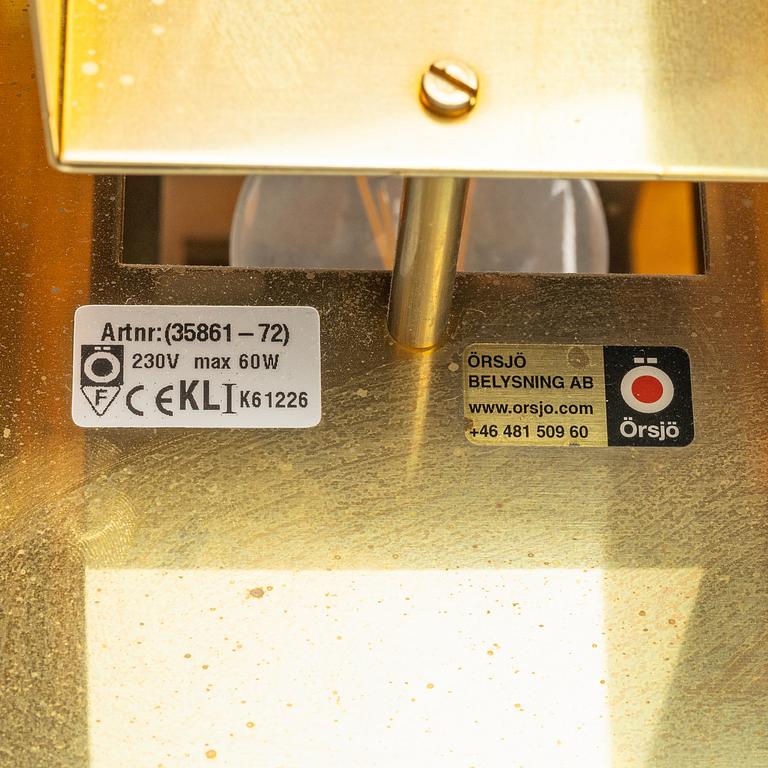 Artnr:(35861–72)
Ö 230V max 60W
F CE KL I K61226
ÖRSJÖ
BELYSNING AB
www.orsjo.com
+46 481 509 60
Ö
Örsjö